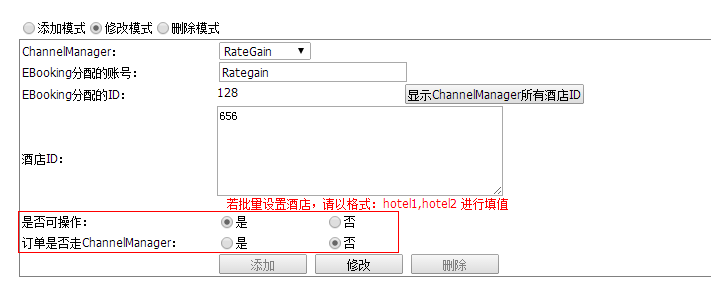 添加模式 修改模式 删除模式
ChannelManager： RateGain
EBooking分配的账号： Rategain
EBooking分配的ID： 128 显示ChannelManager所有酒店ID
656
酒店ID：
若批量设置酒店，请以格式：hotel1,hotel2 进行填值
是否可操作： 是 否
订单是否走ChannelManager： 是 否
添加 修改 删除